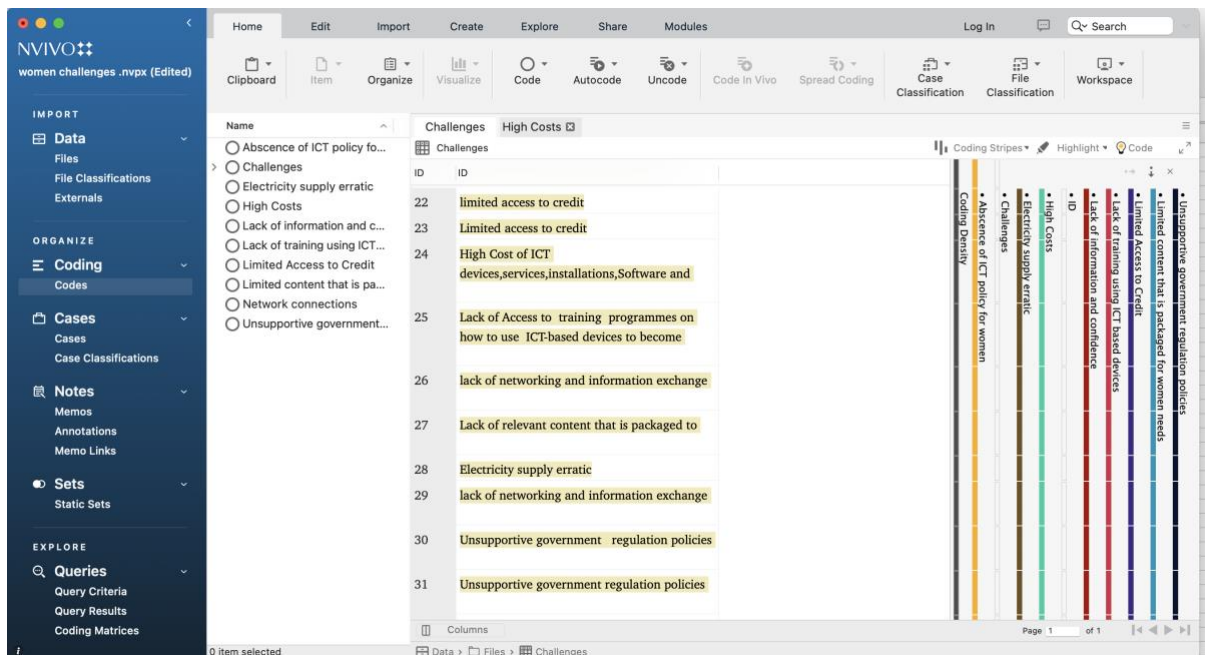 NVIVO
women challenges .nvpx (Edited)
IMPORT
Data
Files
File Classifications
Externals
ORGANIZE
Coding
Codes
Cases
Cases
Case Classifications
Notes
Memos
Annotations
Memo Links
Sets
Static Sets
EXPLORE
Queries
Query Criteria
Query Results
Coding Matrices
Home Edit Import Create Explore Share Modules Log In Search
Clipboard Item Organize Visualize Code Autocode Uncode Code In Vivo Spread Coding Case Classification File Classification Workspace
Name
Abscence of ICT policy fo...
Challenges
Electricity supply erratic
High Costs
Lack of information and c...
Lack of training using ICT...
Limited Access to Credit
Limited content that is pa...
Network connections
Unsupportive government...
0 item selected
Challenges High Costs
Challenges
Coding Stripes Highlight Code
ID ID
22 limited access to credit
23 Limited access to credit
24 High Cost of ICT
devices,services,installations,Software and
25 Lack of Access to training programmes on
how to use ICT-based devices to become
26 lack of networking and information exchange
27 Lack of relevant content that is packaged to
28 Electricity supply erratic
29 lack of networking and information exchange
30 Unsupportive government regulation policies
31 Unsupportive government regulation policies
Coding Density
Abscence of ICT policy for women
Challenges
Electricity supply erratic
High Costs
ID
Lack of information and confidence
Lack of training using ICT based devices
Limited Access to Credit
Limited content that is packaged for women needs
Unsupportive government regulation policies
Columns
Page 1 of 1
Data > Files > Challenges